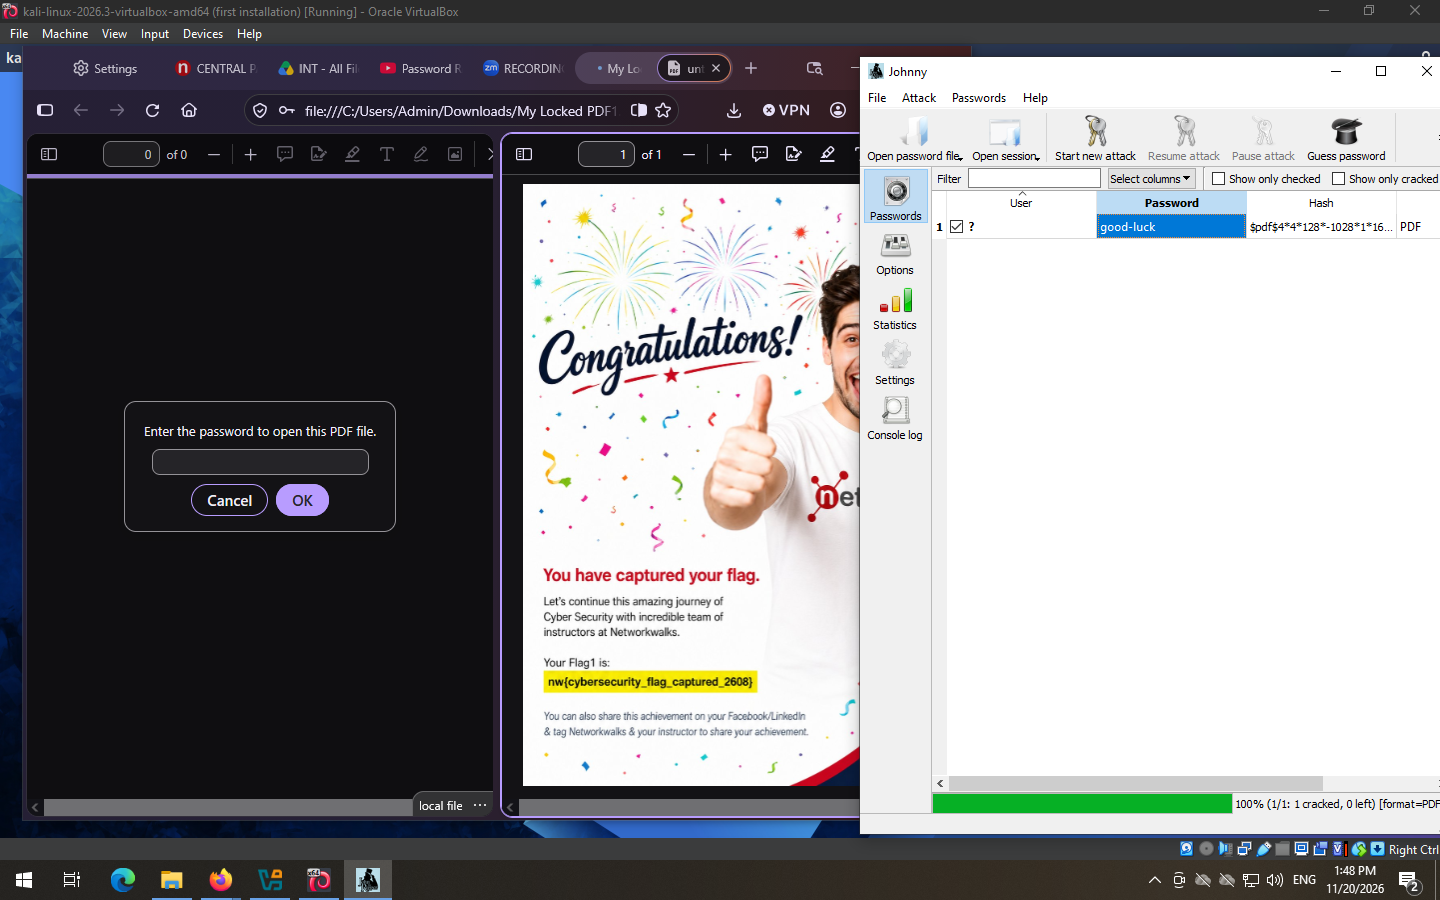 kali-linux-2026.3-virtualbox-amd64 (first installation) [Running] - Oracle VirtualBox
File Machine View Input Devices Help
kal
Settings
CENTRAL P
INT - All Fil
Password R
zm RECORDING
My Lo
PDF unt
file:///C:/Users/Admin/Downloads/My Locked PDF1
VPN
0 of 0
1 of 1
Enter the password to open this PDF file.
Cancel OK
local file
Congratulations!
net
You have captured your flag.
Let's continue this amazing journey of
Cyber Security with incredible team of
instructors at Networkwalks.
Your Flag1 is:
nw{cybersecurity_flag_captured_2608}
You can also share this achievement on your Facebook/LinkedIn
& tag Networkwalks & your instructor to share your achievement.
Johnny
File Attack Passwords Help
Open password file Open session Start new attack Resume attack Pause attack Guess password
Passwords
Options
Statistics
Settings
Console log
Filter Select columns Show only checked Show only cracked
User Password Hash
1 ? good-luck $pdf$4*4*128*-1028*1*16... PDF
100% (1/1: 1 cracked, 0 left) [format=PDF
Right Ctrl
ENG
1:48 PM
11/20/2026
2